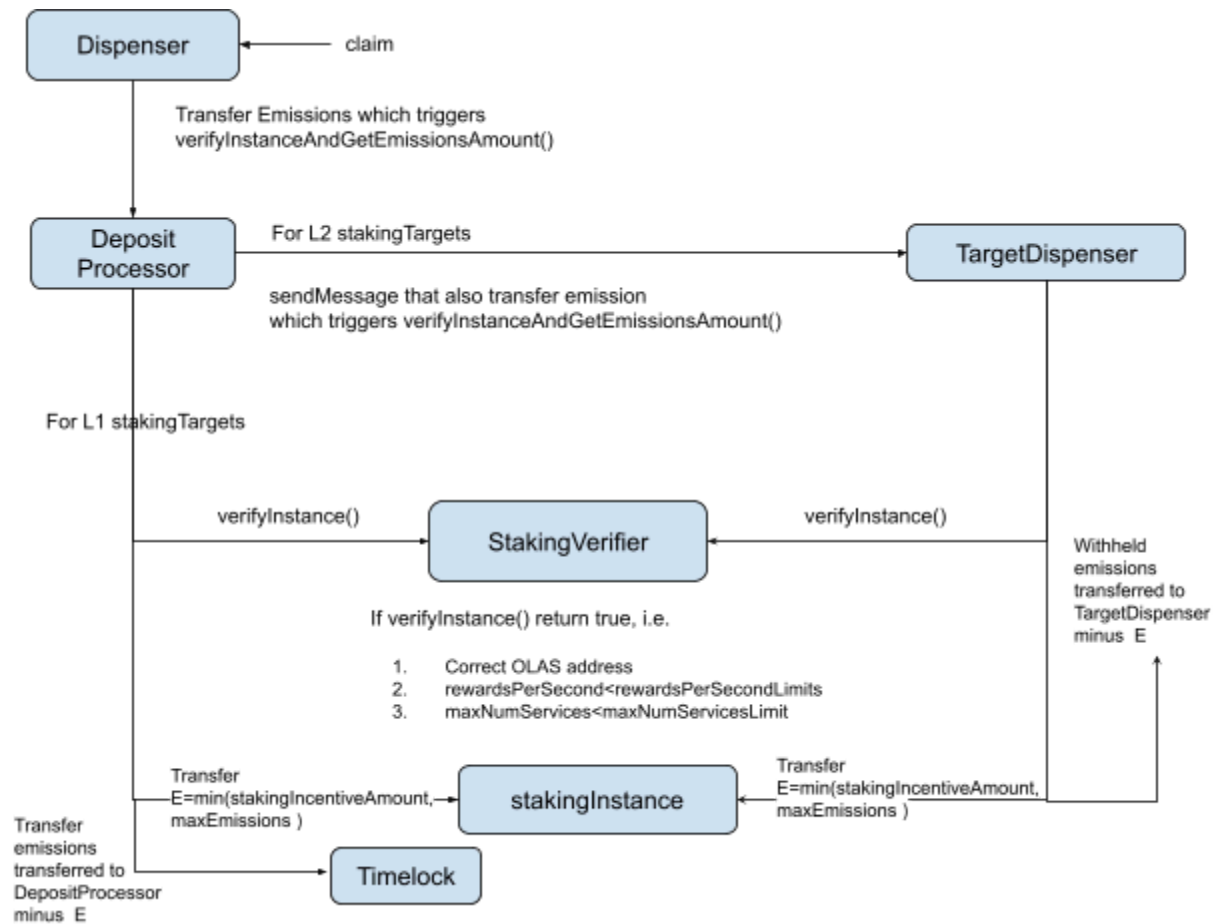 Dispenser
claim
Transfer Emissions which triggers
verifyInstanceAndGetEmissionsAmount()
Deposit
Processor
For L2 stakingTargets
TargetDispenser
sendMessage that also transfer emission
which triggers verifyInstanceAndGetEmissionsAmount()
For L1 stakingTargets
verifyInstance()
StakingVerifier
verifyInstance()
Withheld
emissions
transferred to
TargetDispenser
minus E
If verifyInstance() return true, i.e.
1. Correct OLAS address
2. rewardsPerSecond<rewardsPerSecondLimits
3. maxNumServices<maxNumServicesLimit
Transfer
E=min(stakingIncentiveAmount,
maxEmissions )
stakingInstance
Transfer
E=min(stakingIncentiveAmount,
maxEmissions )
Transfer
emissions
transferred to
DepositProcessor
minus E
Timelock